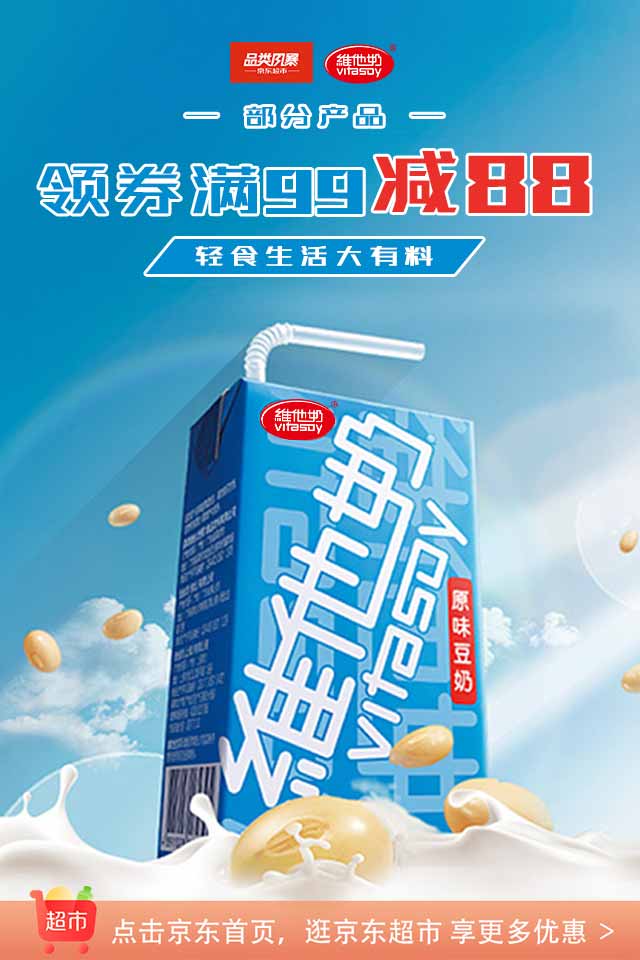 品类风暴
京东超市
維他奶
vitasoy
部分产品
领券满99减88
轻食生活大有料
維他奶
vitasoy
維他奶
vitasoy
原味豆奶
超市
点击京东首页，逛京东超市 享更多优惠 >